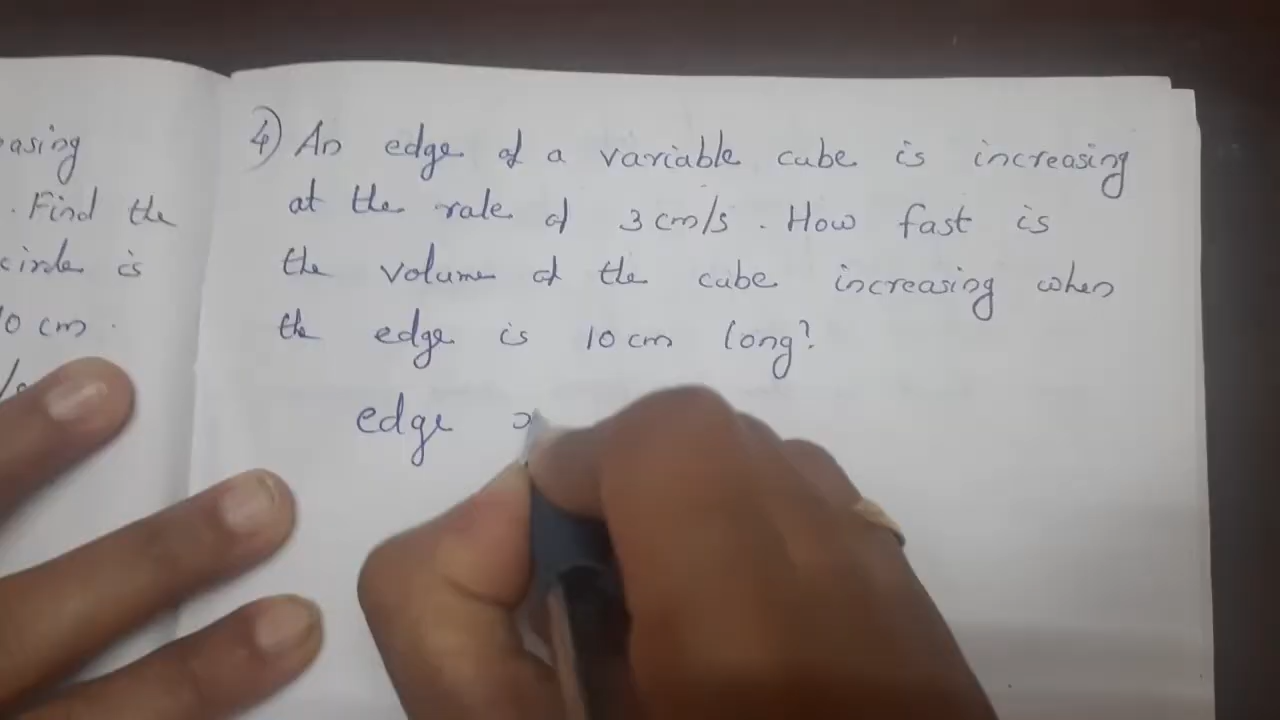 asing
. Find the
circle is
10 cm.
4) An edge of a variable cube is increasing
at the rate of 3 cm/s. How fast is
the volume of the cube increasing when
the edge is 10 cm long?
edge